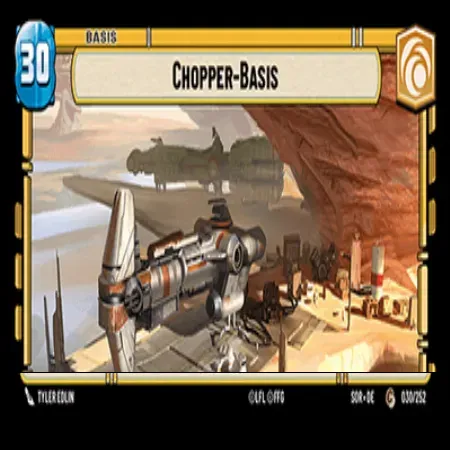 30
BASIS
CHOPPER-BASIS
TYLER EDLIN
©LFL ©FFG
SOR • DE
C
030/252